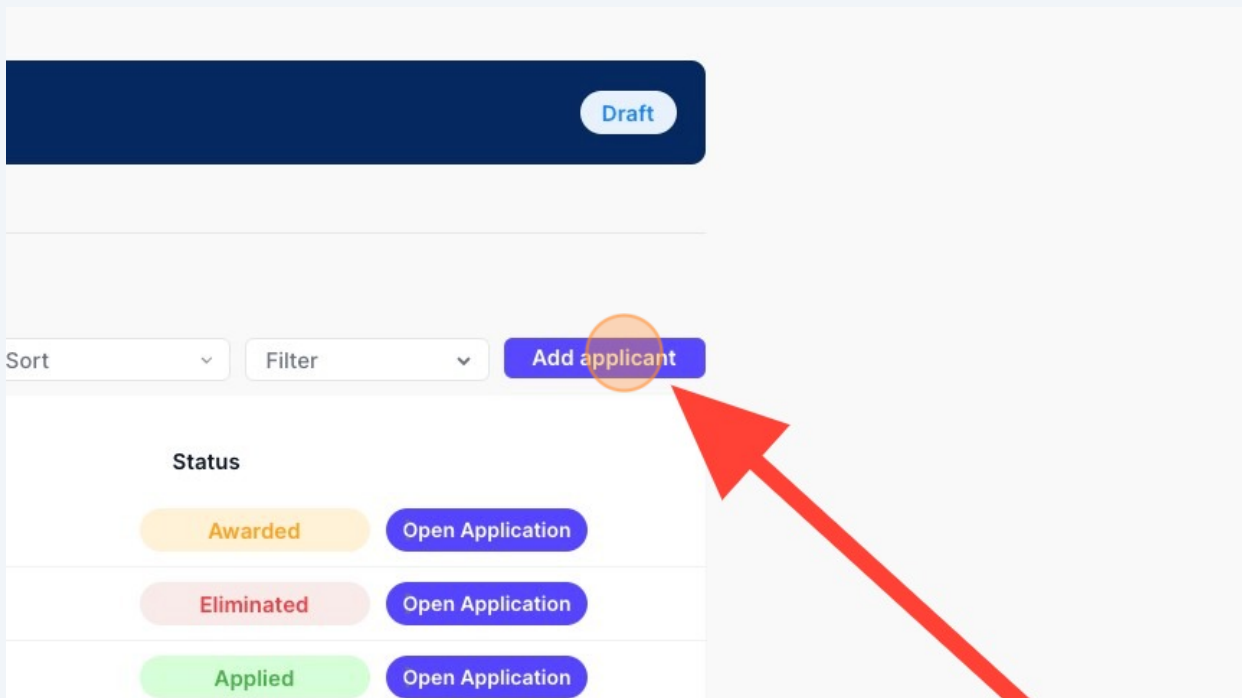 Draft
Sort Filter Add applicant
Status
Awarded Open Application
Eliminated Open Application
Applied Open Application